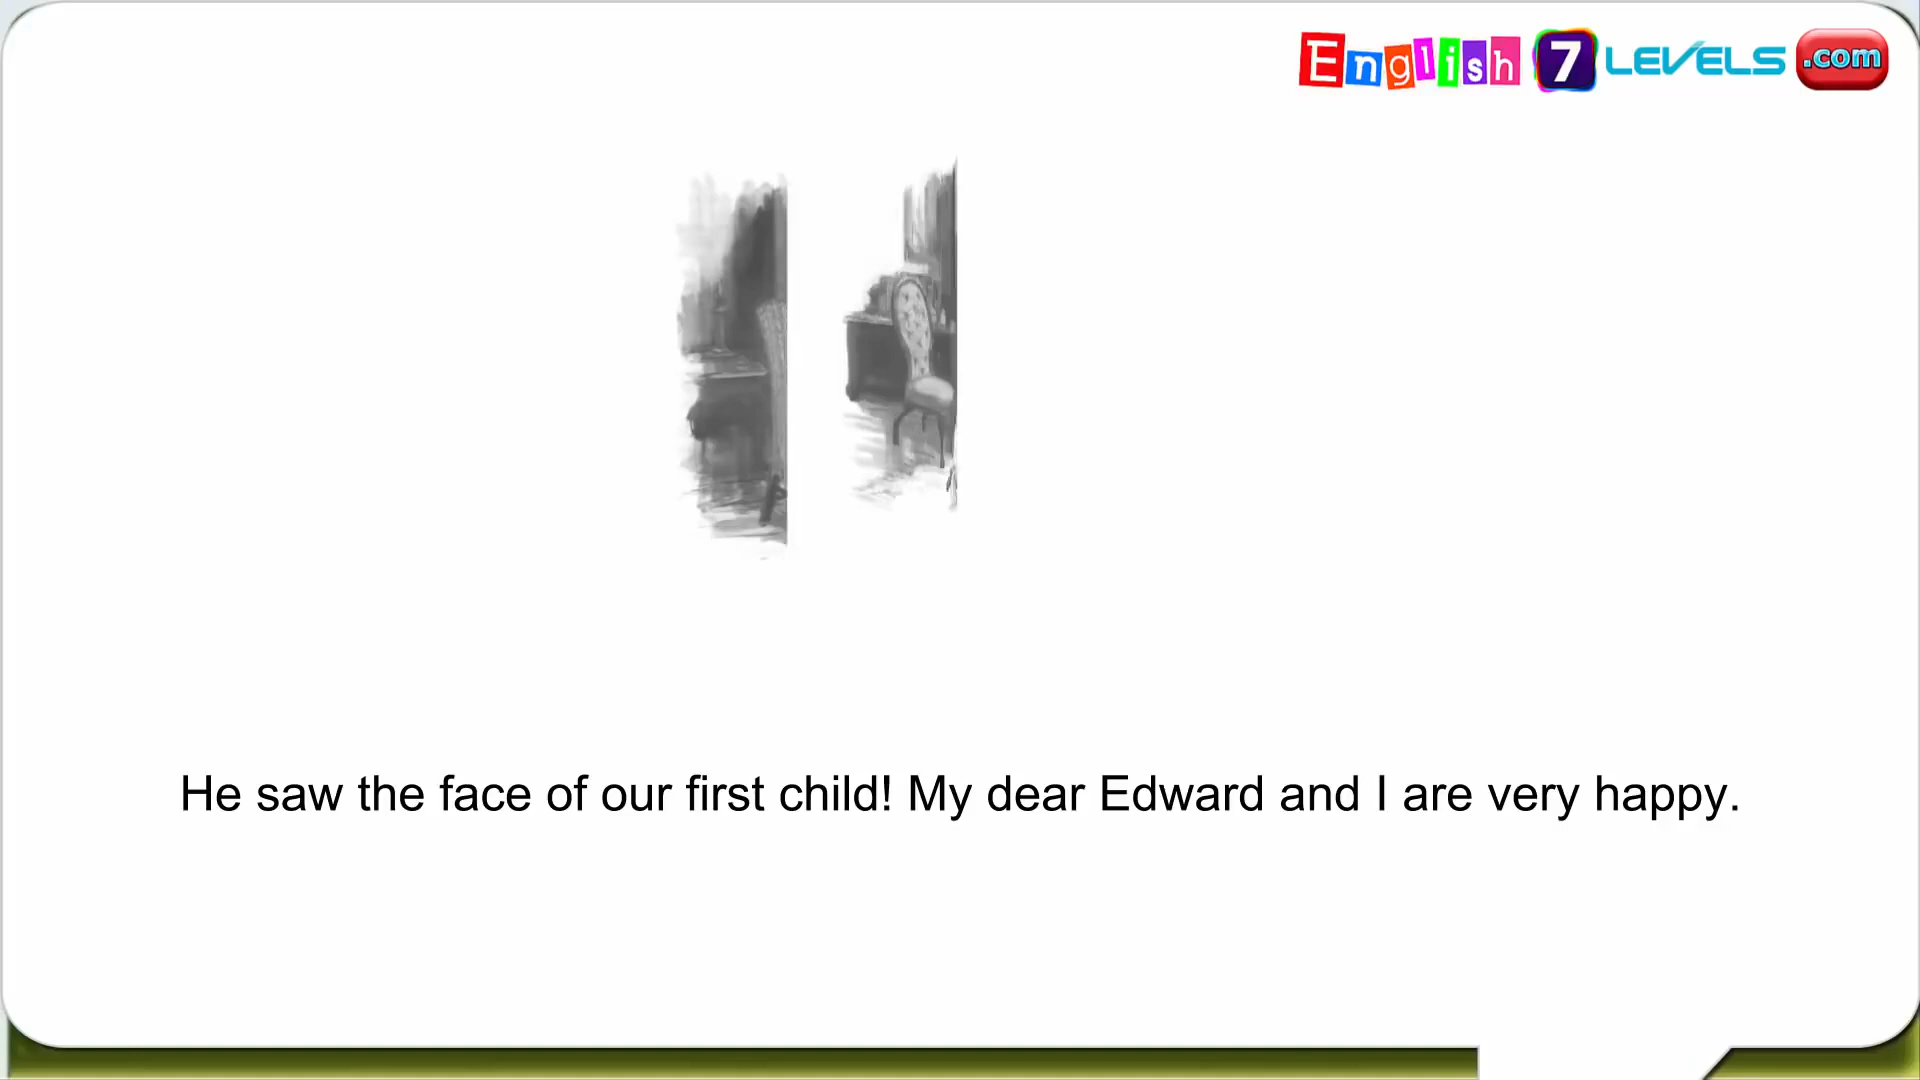 English 7 LEVELS .com
He saw the face of our first child! My dear Edward and I are very happy.